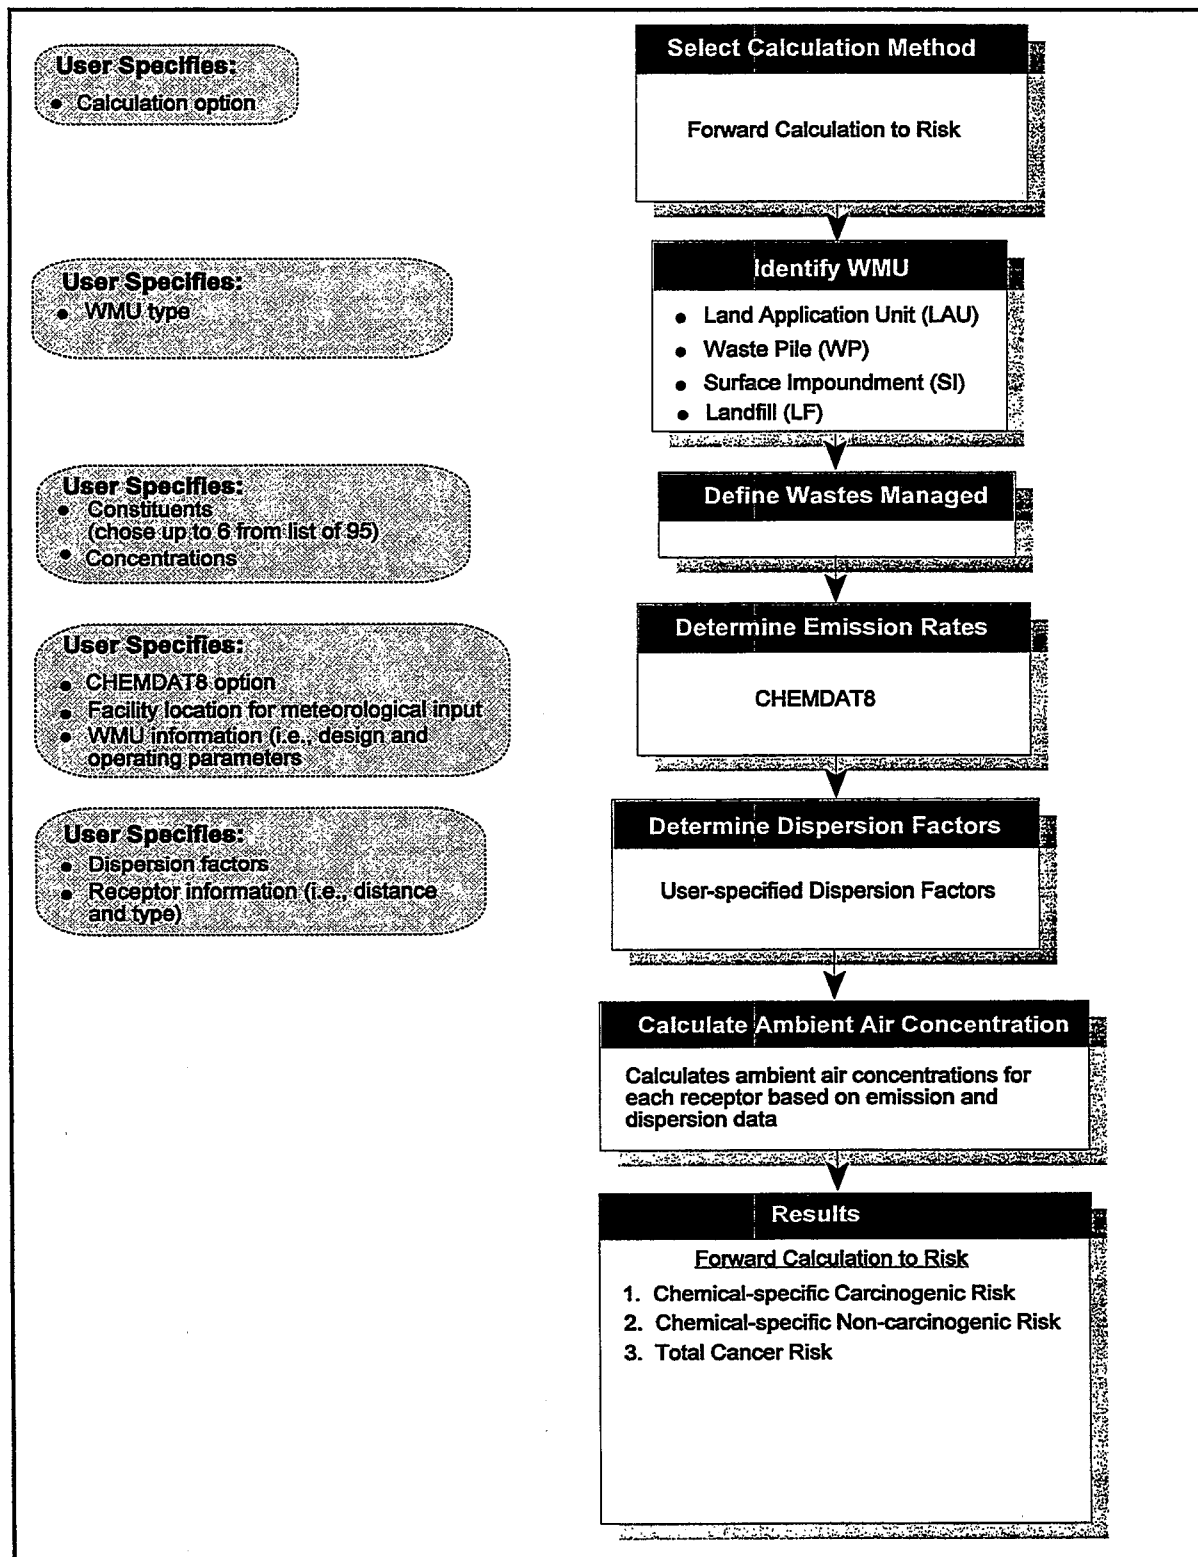 User Specifies:
• Calculation option
Select Calculation Method
Forward Calculation to Risk
User Specifies:
• WMU type
Identify WMU
• Land Application Unit (LAU)
• Waste Pile (WP)
• Surface Impoundment (SI)
• Landfill (LF)
User Specifies:
• Constituents
(chose up to 6 from list of 95)
• Concentrations
Define Wastes Managed
User Specifies:
• CHEMDAT8 option
• Facility location for meteorological input
• WMU information (i.e., design and
operating parameters
Determine Emission Rates
CHEMDAT8
User Specifies:
• Dispersion factors
• Receptor information (i.e., distance
and type)
Determine Dispersion Factors
User-specified Dispersion Factors
Calculate Ambient Air Concentration
Calculates ambient air concentrations for
each receptor based on emission and
dispersion data
Results
Forward Calculation to Risk
1. Chemical-specific Carcinogenic Risk
2. Chemical-specific Non-carcinogenic Risk
3. Total Cancer Risk